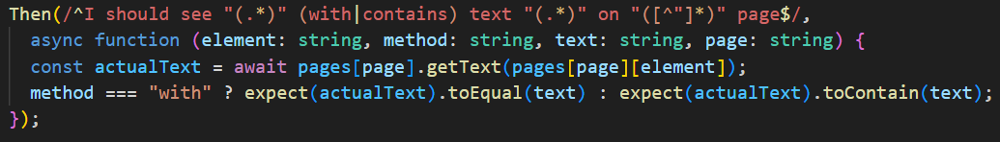 Then(/^I should see "(.*)" (with|contains) text "(.*)" on "([^"]*)" page$/,
async function (element: string, method: string, text: string, page: string) {
const actualText = await pages[page].getText(pages[page][element]);
method === "with" ? expect(actualText).toEqual(text) : expect(actualText).toContain(text);
});